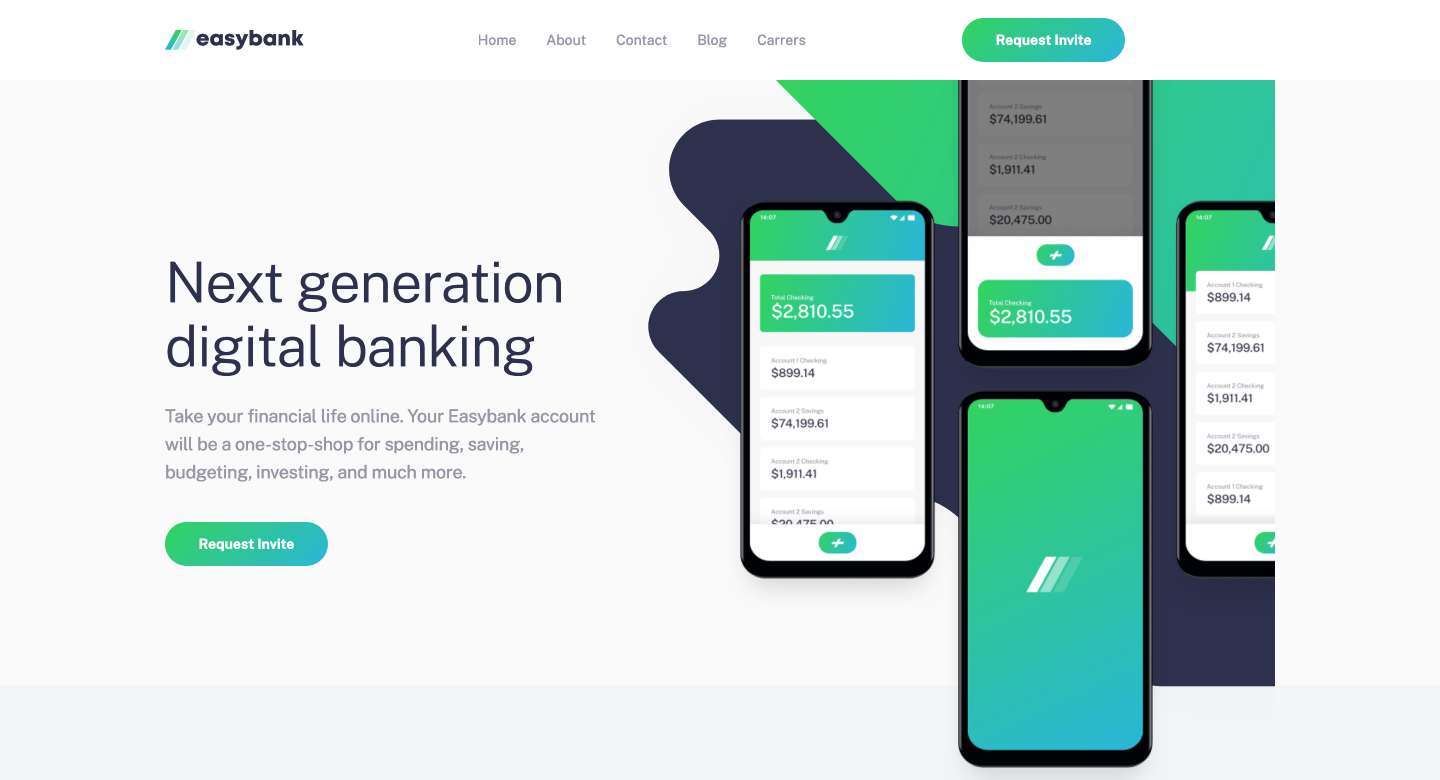 easybank
Home
About
Contact
Blog
Carrers
Request Invite
Next generation
digital banking
Take your financial life online. Your Easybank account
will be a one-stop-shop for spending, saving,
budgeting, investing, and much more.
Request Invite
14:07
Total Checking
$2,810.55
Account 1 Checking
$899.14
Account 2 Savings
$74,199.61
Account 2 Checking
$1,911.41
Account 2 Savings
$20,475.00
Account 2 Savings
$74,199.61
Account 2 Checking
$1,911.41
Account 2 Savings
$20,475.00
Total Checking
$2,810.55
14:07
14:07
Account 1 Checking
$899.14
Account 2 Savings
$74,199.61
Account 2 Checking
$1,911.41
Account 2 Savings
$20,475.00
Account 1 Checking
$899.14